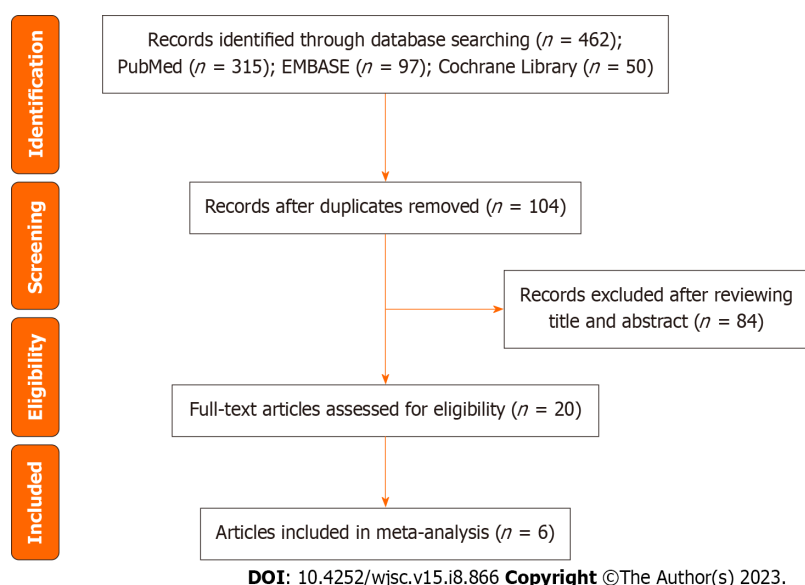 Identification
Records identified through database searching (n = 462);
PubMed (n = 315); EMBASE (n = 97); Cochrane Library (n = 50)
Screening
Records after duplicates removed (n = 104)
Records excluded after reviewing
title and abstract (n = 84)
Eligibility
Full-text articles assessed for eligibility (n = 20)
Included
Articles included in meta-analysis (n = 6)
DOI: 10.4252/wjsc.v15.i8.866 Copyright ©The Author(s) 2023.